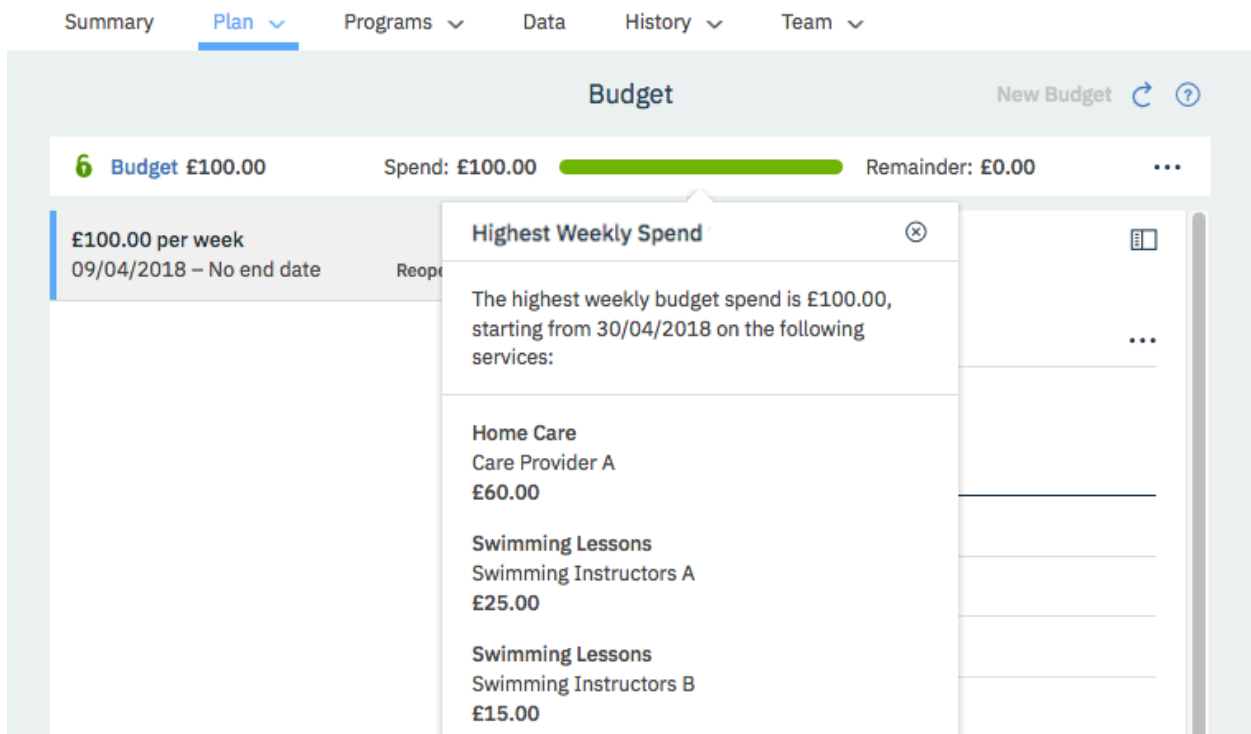 Summary Plan Programs Data History Team
Budget New Budget
Budget £100.00 Spend: £100.00 Remainder: £0.00
£100.00 per week
09/04/2018 – No end date Reope
Highest Weekly Spend
The highest weekly budget spend is £100.00,
starting from 30/04/2018 on the following
services:
Home Care
Care Provider A
£60.00
Swimming Lessons
Swimming Instructors A
£25.00
Swimming Lessons
Swimming Instructors B
£15.00